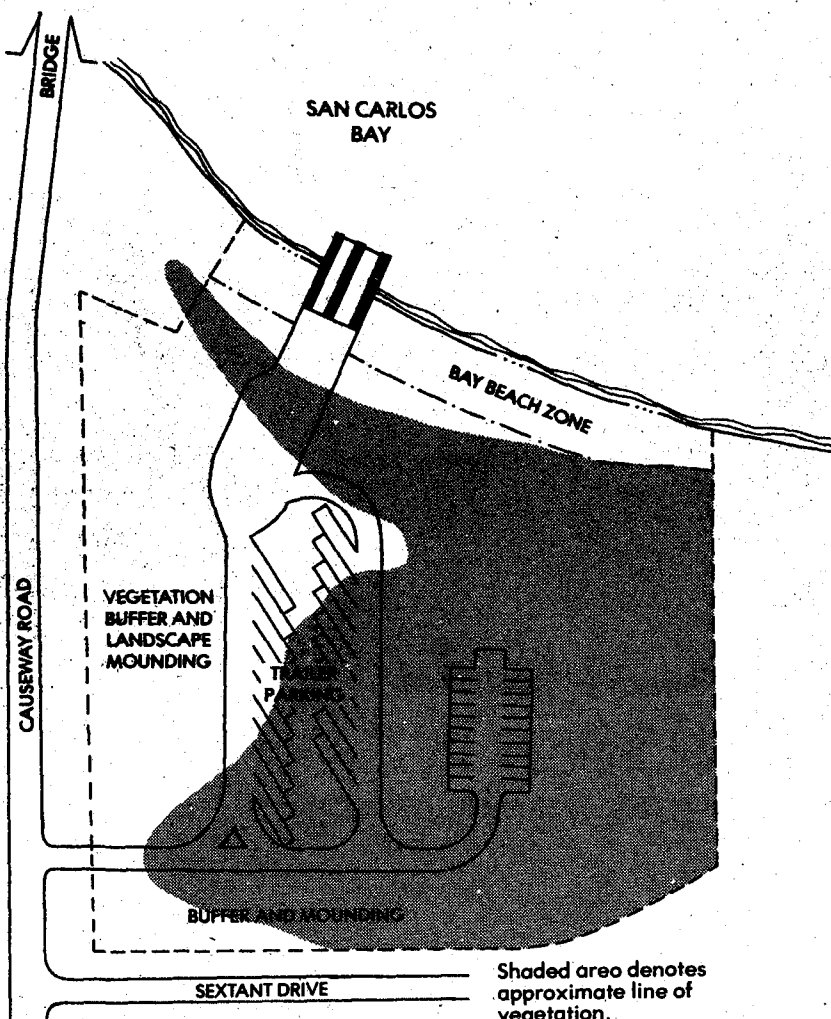 BRIDGE
SAN CARLOS
BAY
BAY BEACH ZONE
CAUSEWAY ROAD
VEGETATION
BUFFER AND
LANDSCAPE
MOUNDING
TRAILER
PARKING
BUFFER AND MOUNDING
SEXTANT DRIVE
Shaded area denotes
approximate line of
vegetation.